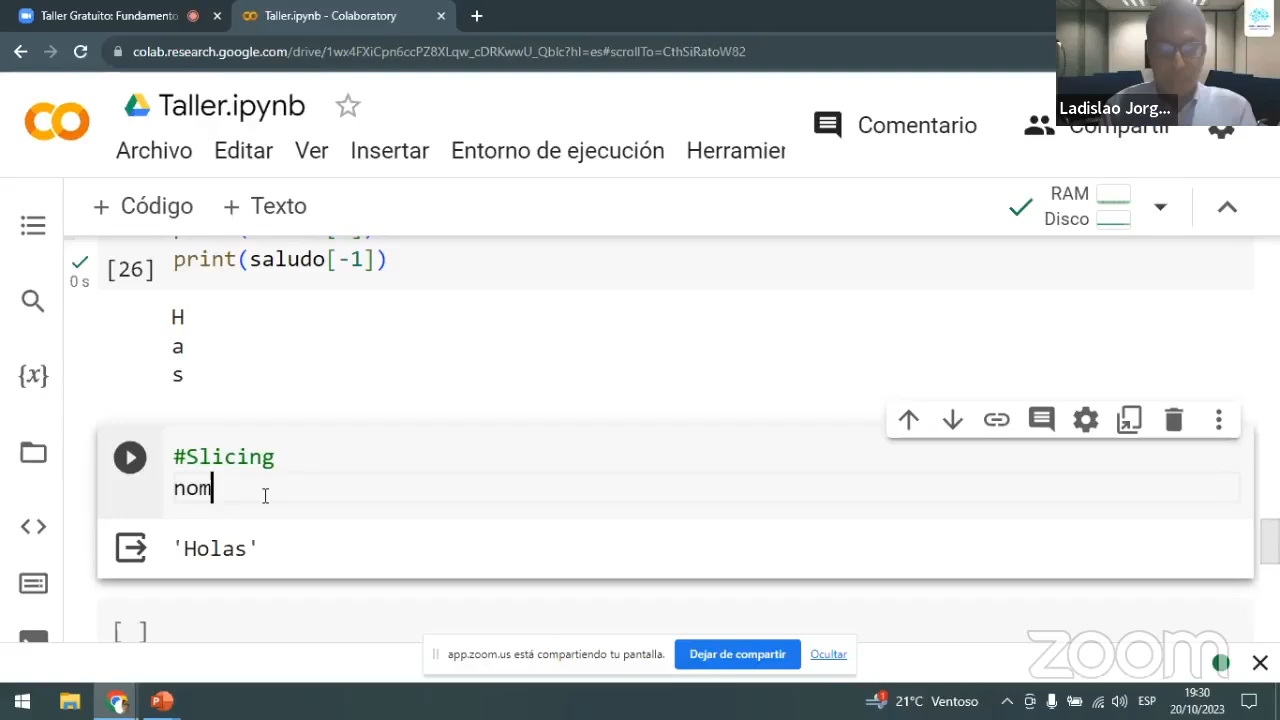 Taller Gratuito: Fundamento
Taller.ipynb - Colaboratory
colab.research.google.com/drive/1wx4FXiCpn6ccPZ8XLqw_cDRKwwU_Qblc?hl=es#scrollTo=CthSiRatoW82
Ladislao Jorg...
Taller.ipynb
Comentario
Compartir
Archivo Editar Ver Insertar Entorno de ejecución Herramien
+ Código + Texto
RAM
Disco
[26]
0 s
print(saludo[-1])
H
a
s
{x}
#Slicing
nom
'Holas'
[ ]
app.zoom.us está compartiendo tu pantalla.
Dejar de compartir
Ocultar
zoom
21°C Ventoso
ESP
19:30
20/10/2023